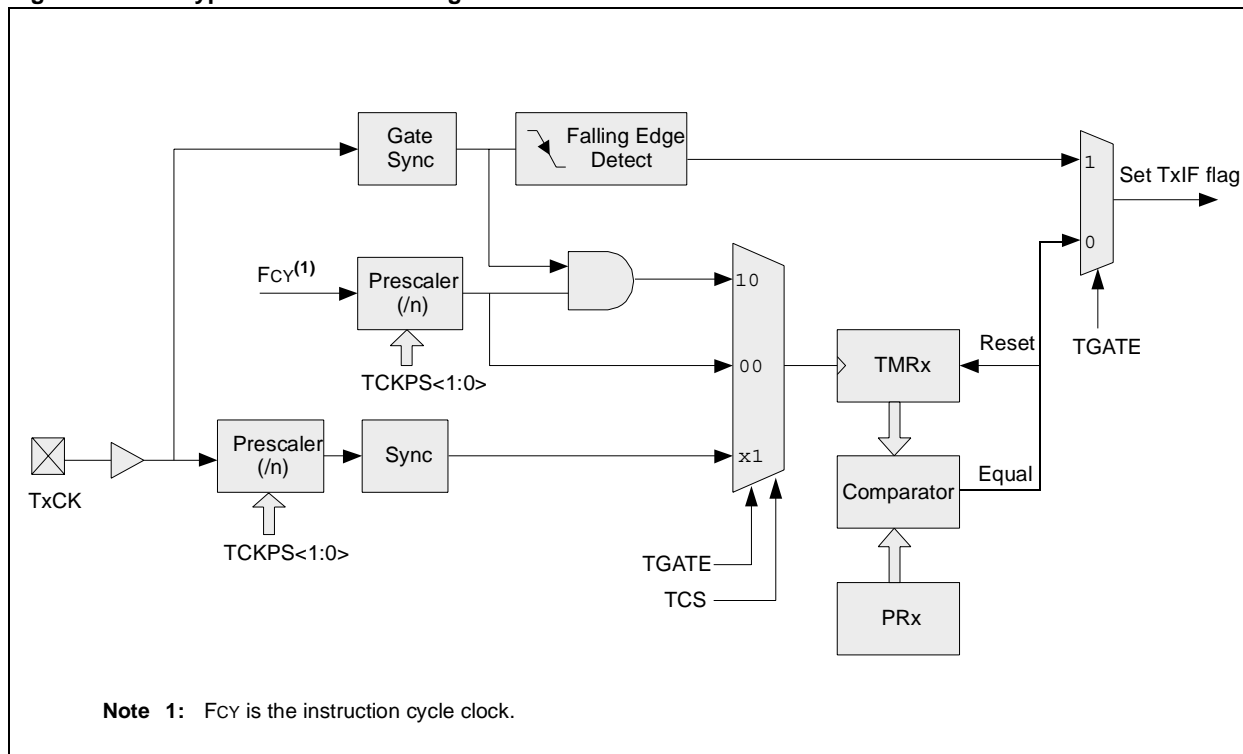 Gate
Sync
Falling Edge
Detect
1
Set TxIF flag
0
FCY(1)
Prescaler
(/n)
10
TGATE
Reset
00
TMRx
TCKPS<1:0>
Prescaler
(/n)
Sync
x1
TxCK
Equal
Comparator
TCKPS<1:0>
TGATE
TCS
PRx
Note 1: FCY is the instruction cycle clock.